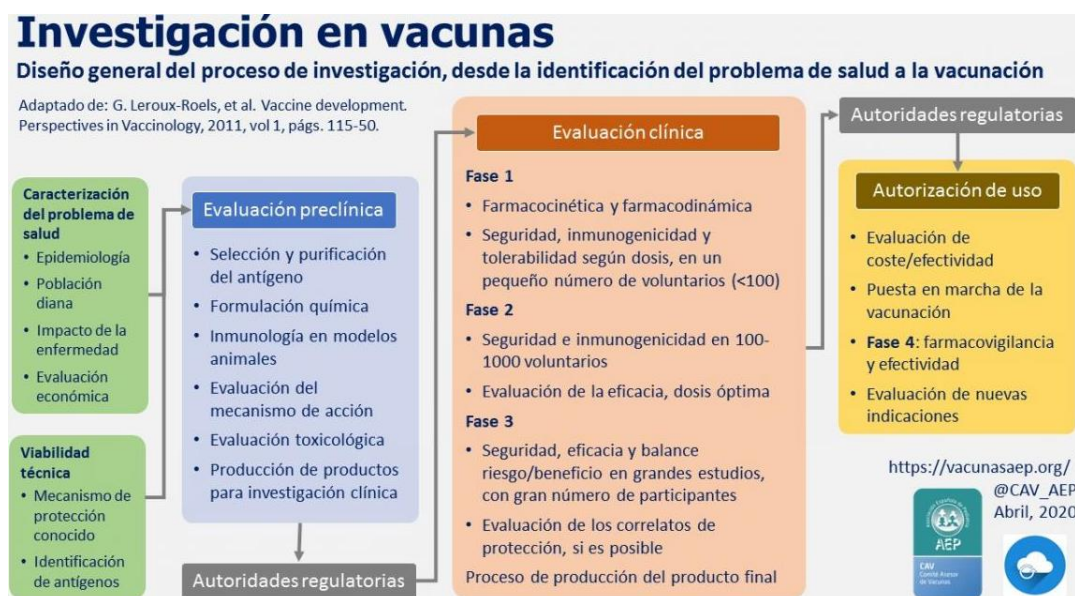 Investigación en vacunas
Diseño general del proceso de investigación, desde la identificación del problema de salud a la vacunación
Adaptado de: G. Leroux-Roels, et al. Vaccine development.
Perspectives in Vaccinology, 2011, vol 1, págs. 115-50.
Caracterización
del problema de
salud
• Epidemiología
• Población
diana
• Impacto de la
enfermedad
• Evaluación
económica
Viabilidad
técnica
• Mecanismo de
protección
conocido
• Identificación
de antígenos
Evaluación preclínica
• Selección y purificación
del antígeno
• Formulación química
• Inmunología en modelos
animales
• Evaluación del
mecanismo de acción
• Evaluación toxicológica
• Producción de productos
para investigación clínica
Autoridades regulatorias
Evaluación clínica
Fase 1
• Farmacocinética y farmacodinámica
• Seguridad, inmunogenicidad y
tolerabilidad según dosis, en un
pequeño número de voluntarios (<100)
Fase 2
• Seguridad e inmunogenicidad en 100-
1000 voluntarios
• Evaluación de la eficacia, dosis óptima
Fase 3
• Seguridad, eficacia y balance
riesgo/beneficio en grandes estudios,
con gran número de participantes
• Evaluación de los correlatos de
protección, si es posible
Proceso de producción del producto final
Autoridades regulatorias
Autorización de uso
• Evaluación de
coste/efectividad
• Puesta en marcha de la
vacunación
• Fase 4: farmacovigilancia
y efectividad
• Evaluación de nuevas
indicaciones
https://vacunasaep.org/
@CAV_AEP
Abril, 2020
AEP
CAV
Comité Asesor
de Vacunas